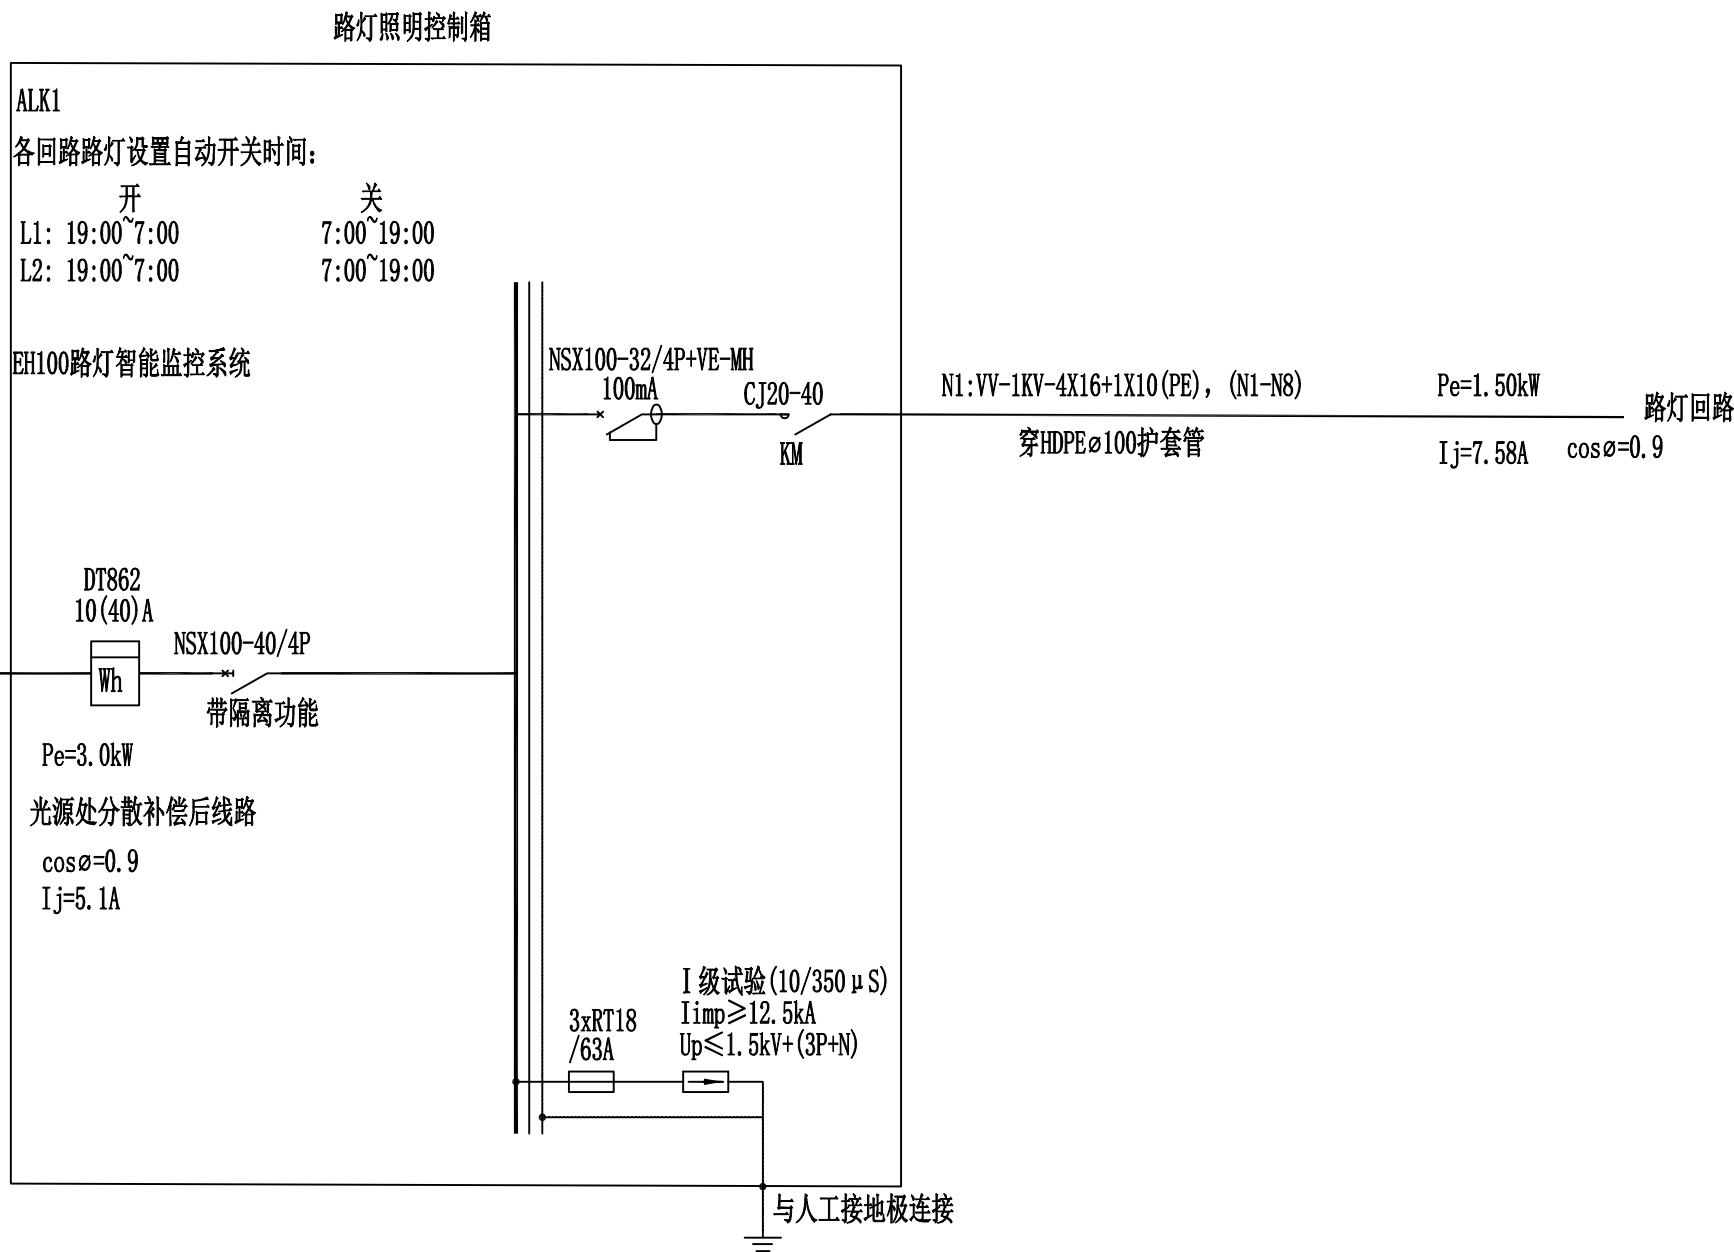 路灯照明控制箱
ALK1
各回路路灯设置自动开关时间:
开 关
L1: 19:00~7:00 7:00~19:00
L2: 19:00~7:00 7:00~19:00
EH100路灯智能监控系统
NSX100-32/4P+VE-MH
100mA
CJ20-40
KM
N1:VV-1KV-4X16+1X10(PE), (N1-N8)
穿HDPE⌀100护套管
Pe=1.50kW
Ij=7.58A
cosø=0.9
路灯回路
DT862
10(40)A
Wh
NSX100-40/4P
带隔离功能
Pe=3.0kW
光源处分散补偿后线路
cosø=0.9
Ij=5.1A
3xRT18
/63A
I 级试验(10/350μS)
Iimp≥12.5kA
Up≤1.5kV+(3P+N)
与人工接地极连接